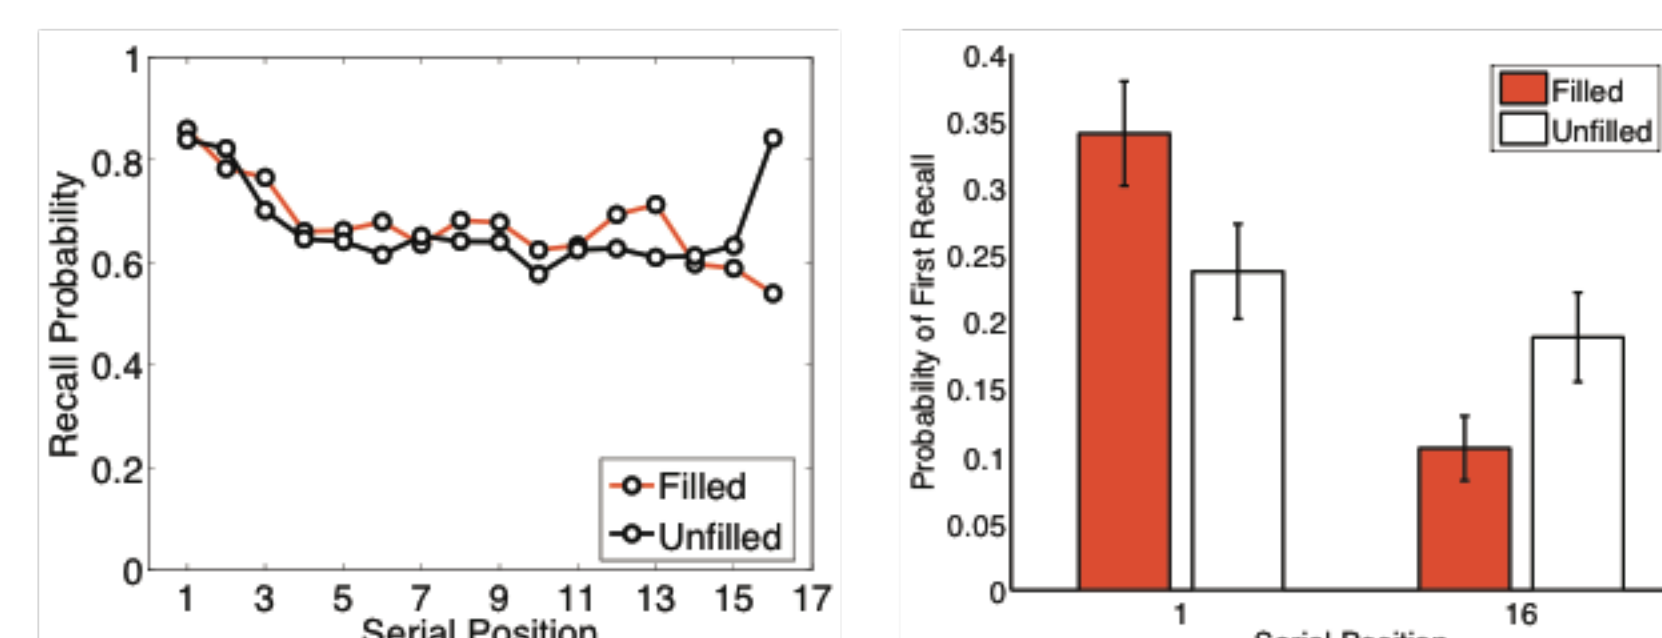 1
0.8
0.6
0.4
0.2
0
Recall Probability
Filled
Unfilled
1 3 5 7 9 11 13 15 17
Serial Position
0.4
0.35
0.3
0.25
0.2
0.15
0.1
0.05
0
Probability of First Recall
Filled
Unfilled
1 16
Serial Position